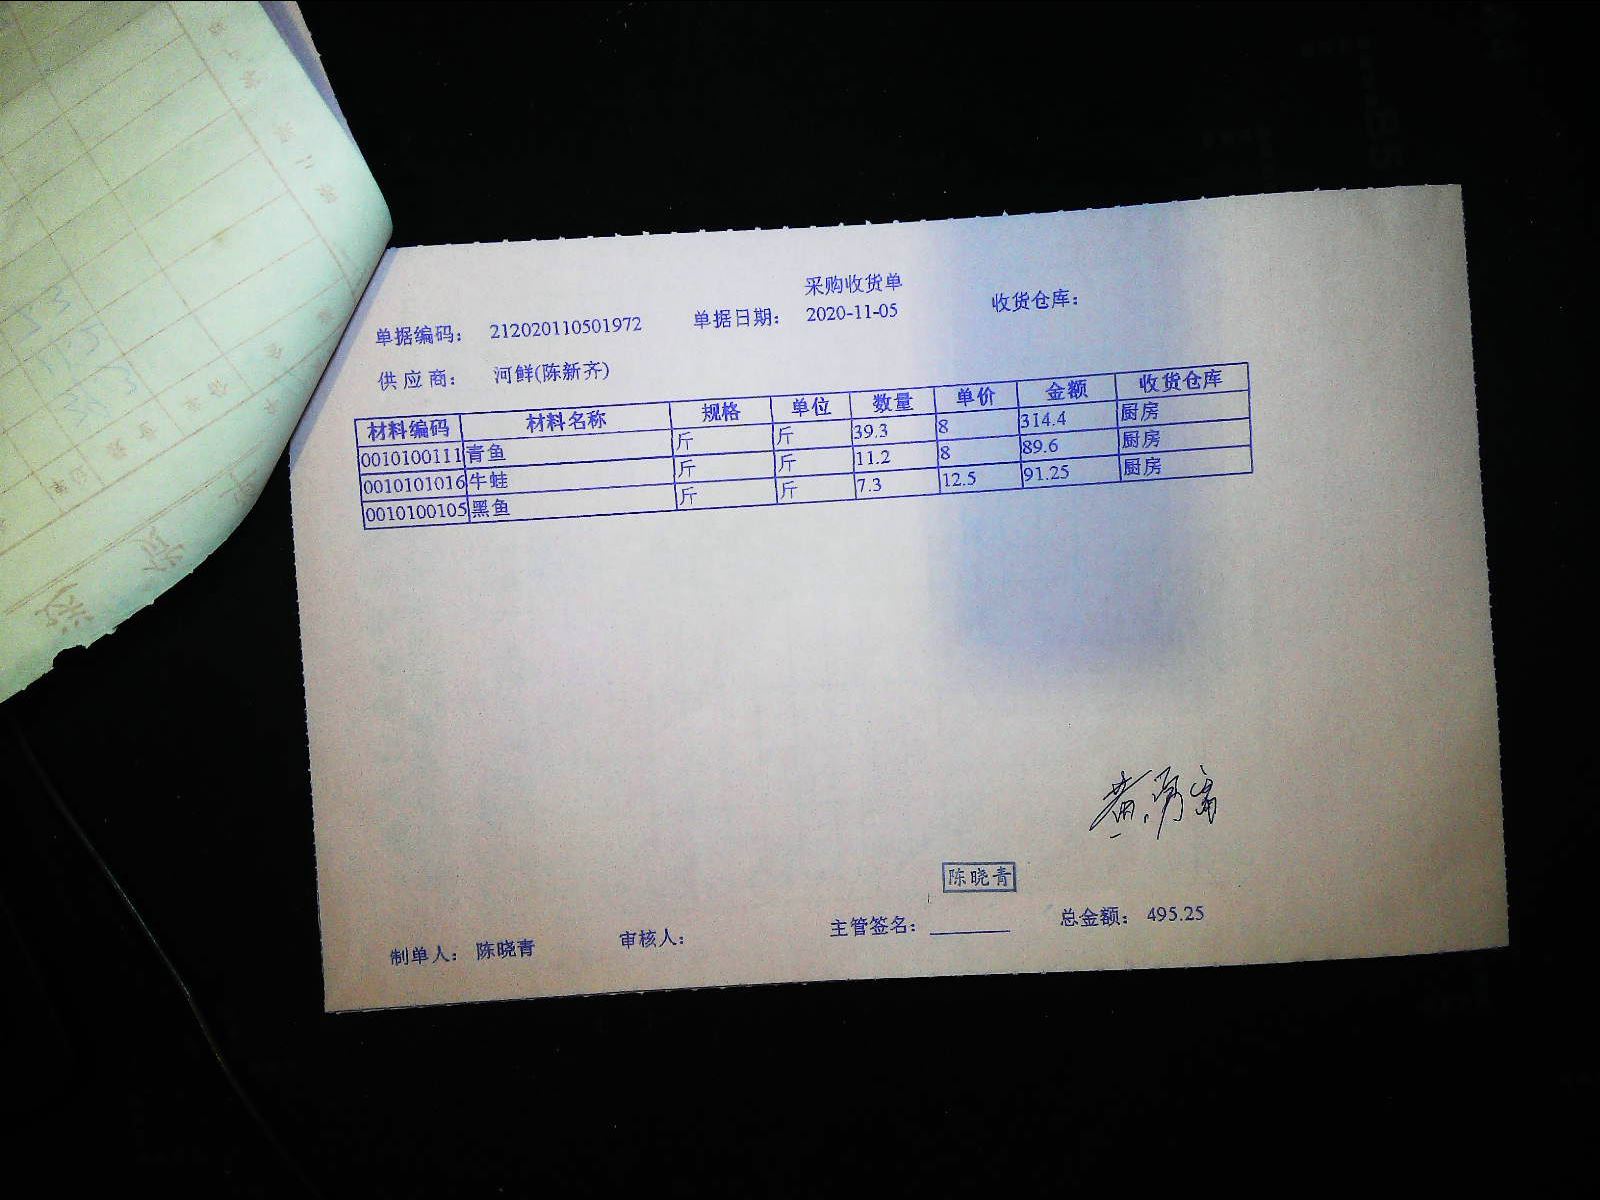 采购收货单
单据编码： 212020110501972 单据日期： 2020-11-05 收货仓库：
供应商： 河鲜(陈新齐)
材料编码 材料名称 规格 单位 数量 单价 金额 收货仓库
0010100111 青鱼 斤 斤 39.3 8 314.4 厨房
0010101016 牛蛙 斤 斤 11.2 8 89.6 厨房
0010100105 黑鱼 斤 斤 7.3 12.5 91.25 厨房
陈晓青
制单人： 陈晓青 审核人： 主管签名： 总金额： 495.25